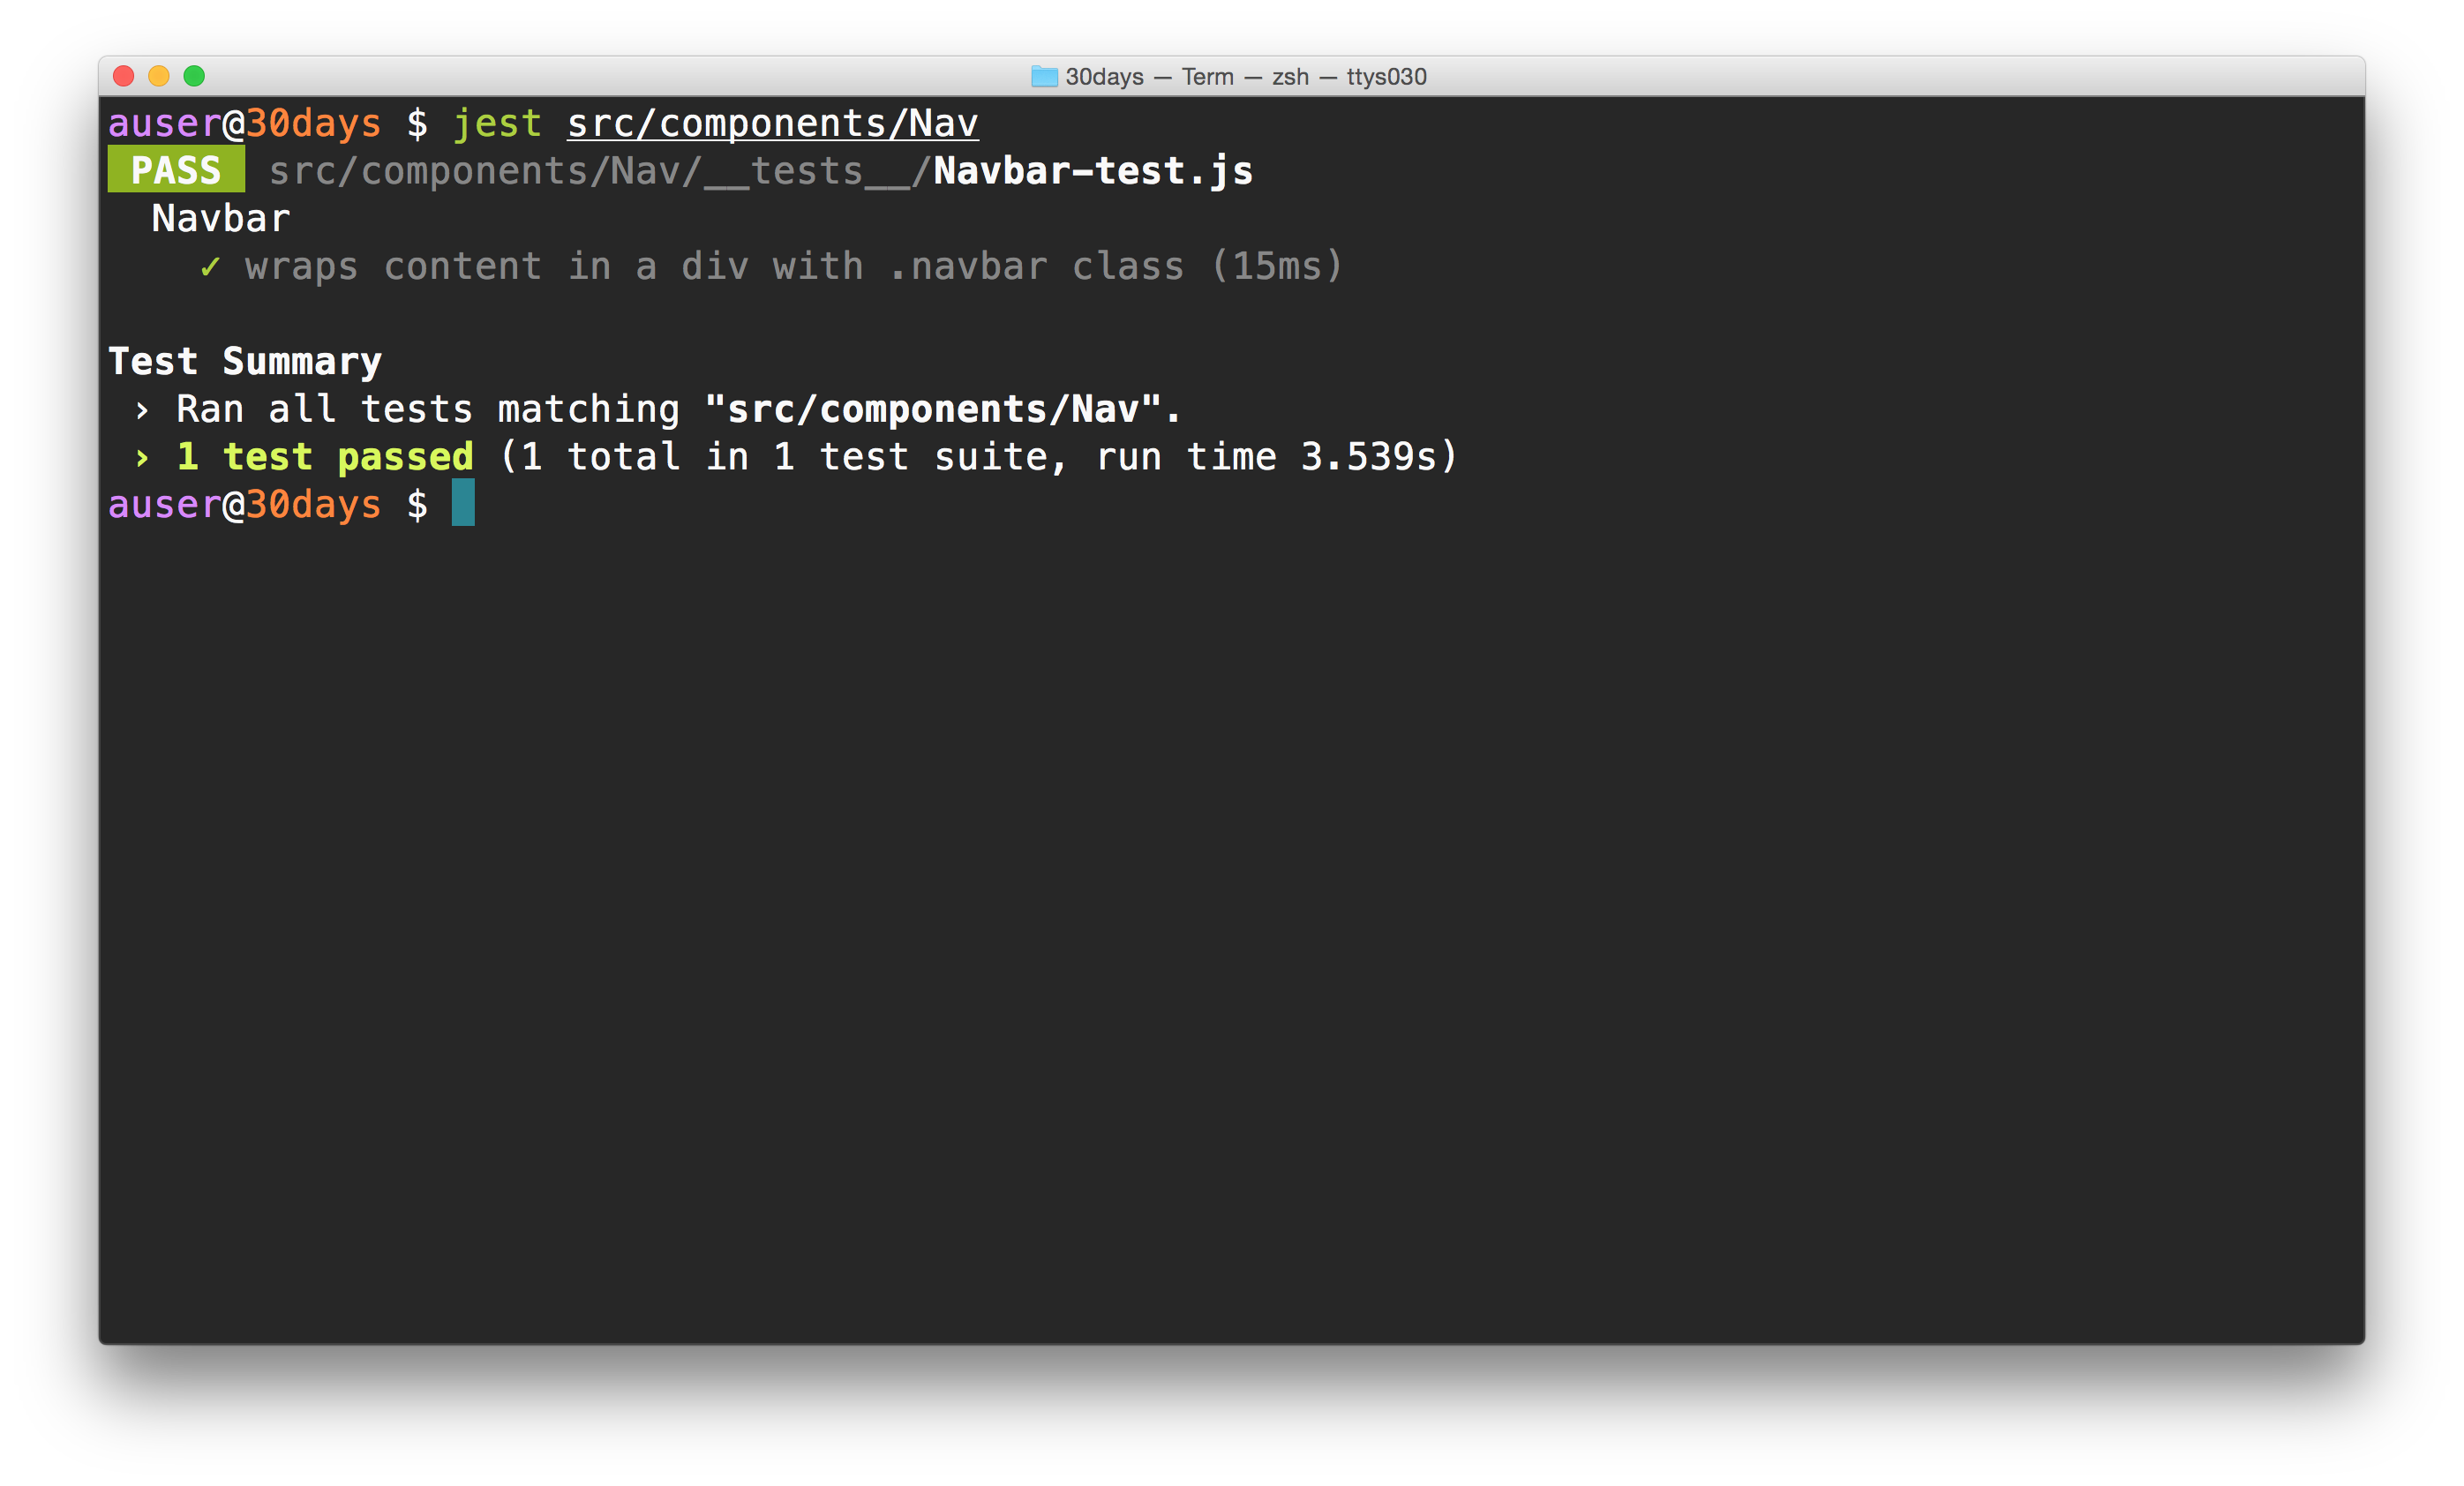 30days — Term — zsh — ttys030
auser@30days $ jest src/components/Nav
PASS src/components/Nav/__tests__/Navbar-test.js
Navbar
✓ wraps content in a div with .navbar class (15ms)
Test Summary
› Ran all tests matching "src/components/Nav".
› 1 test passed (1 total in 1 test suite, run time 3.539s)
auser@30days $